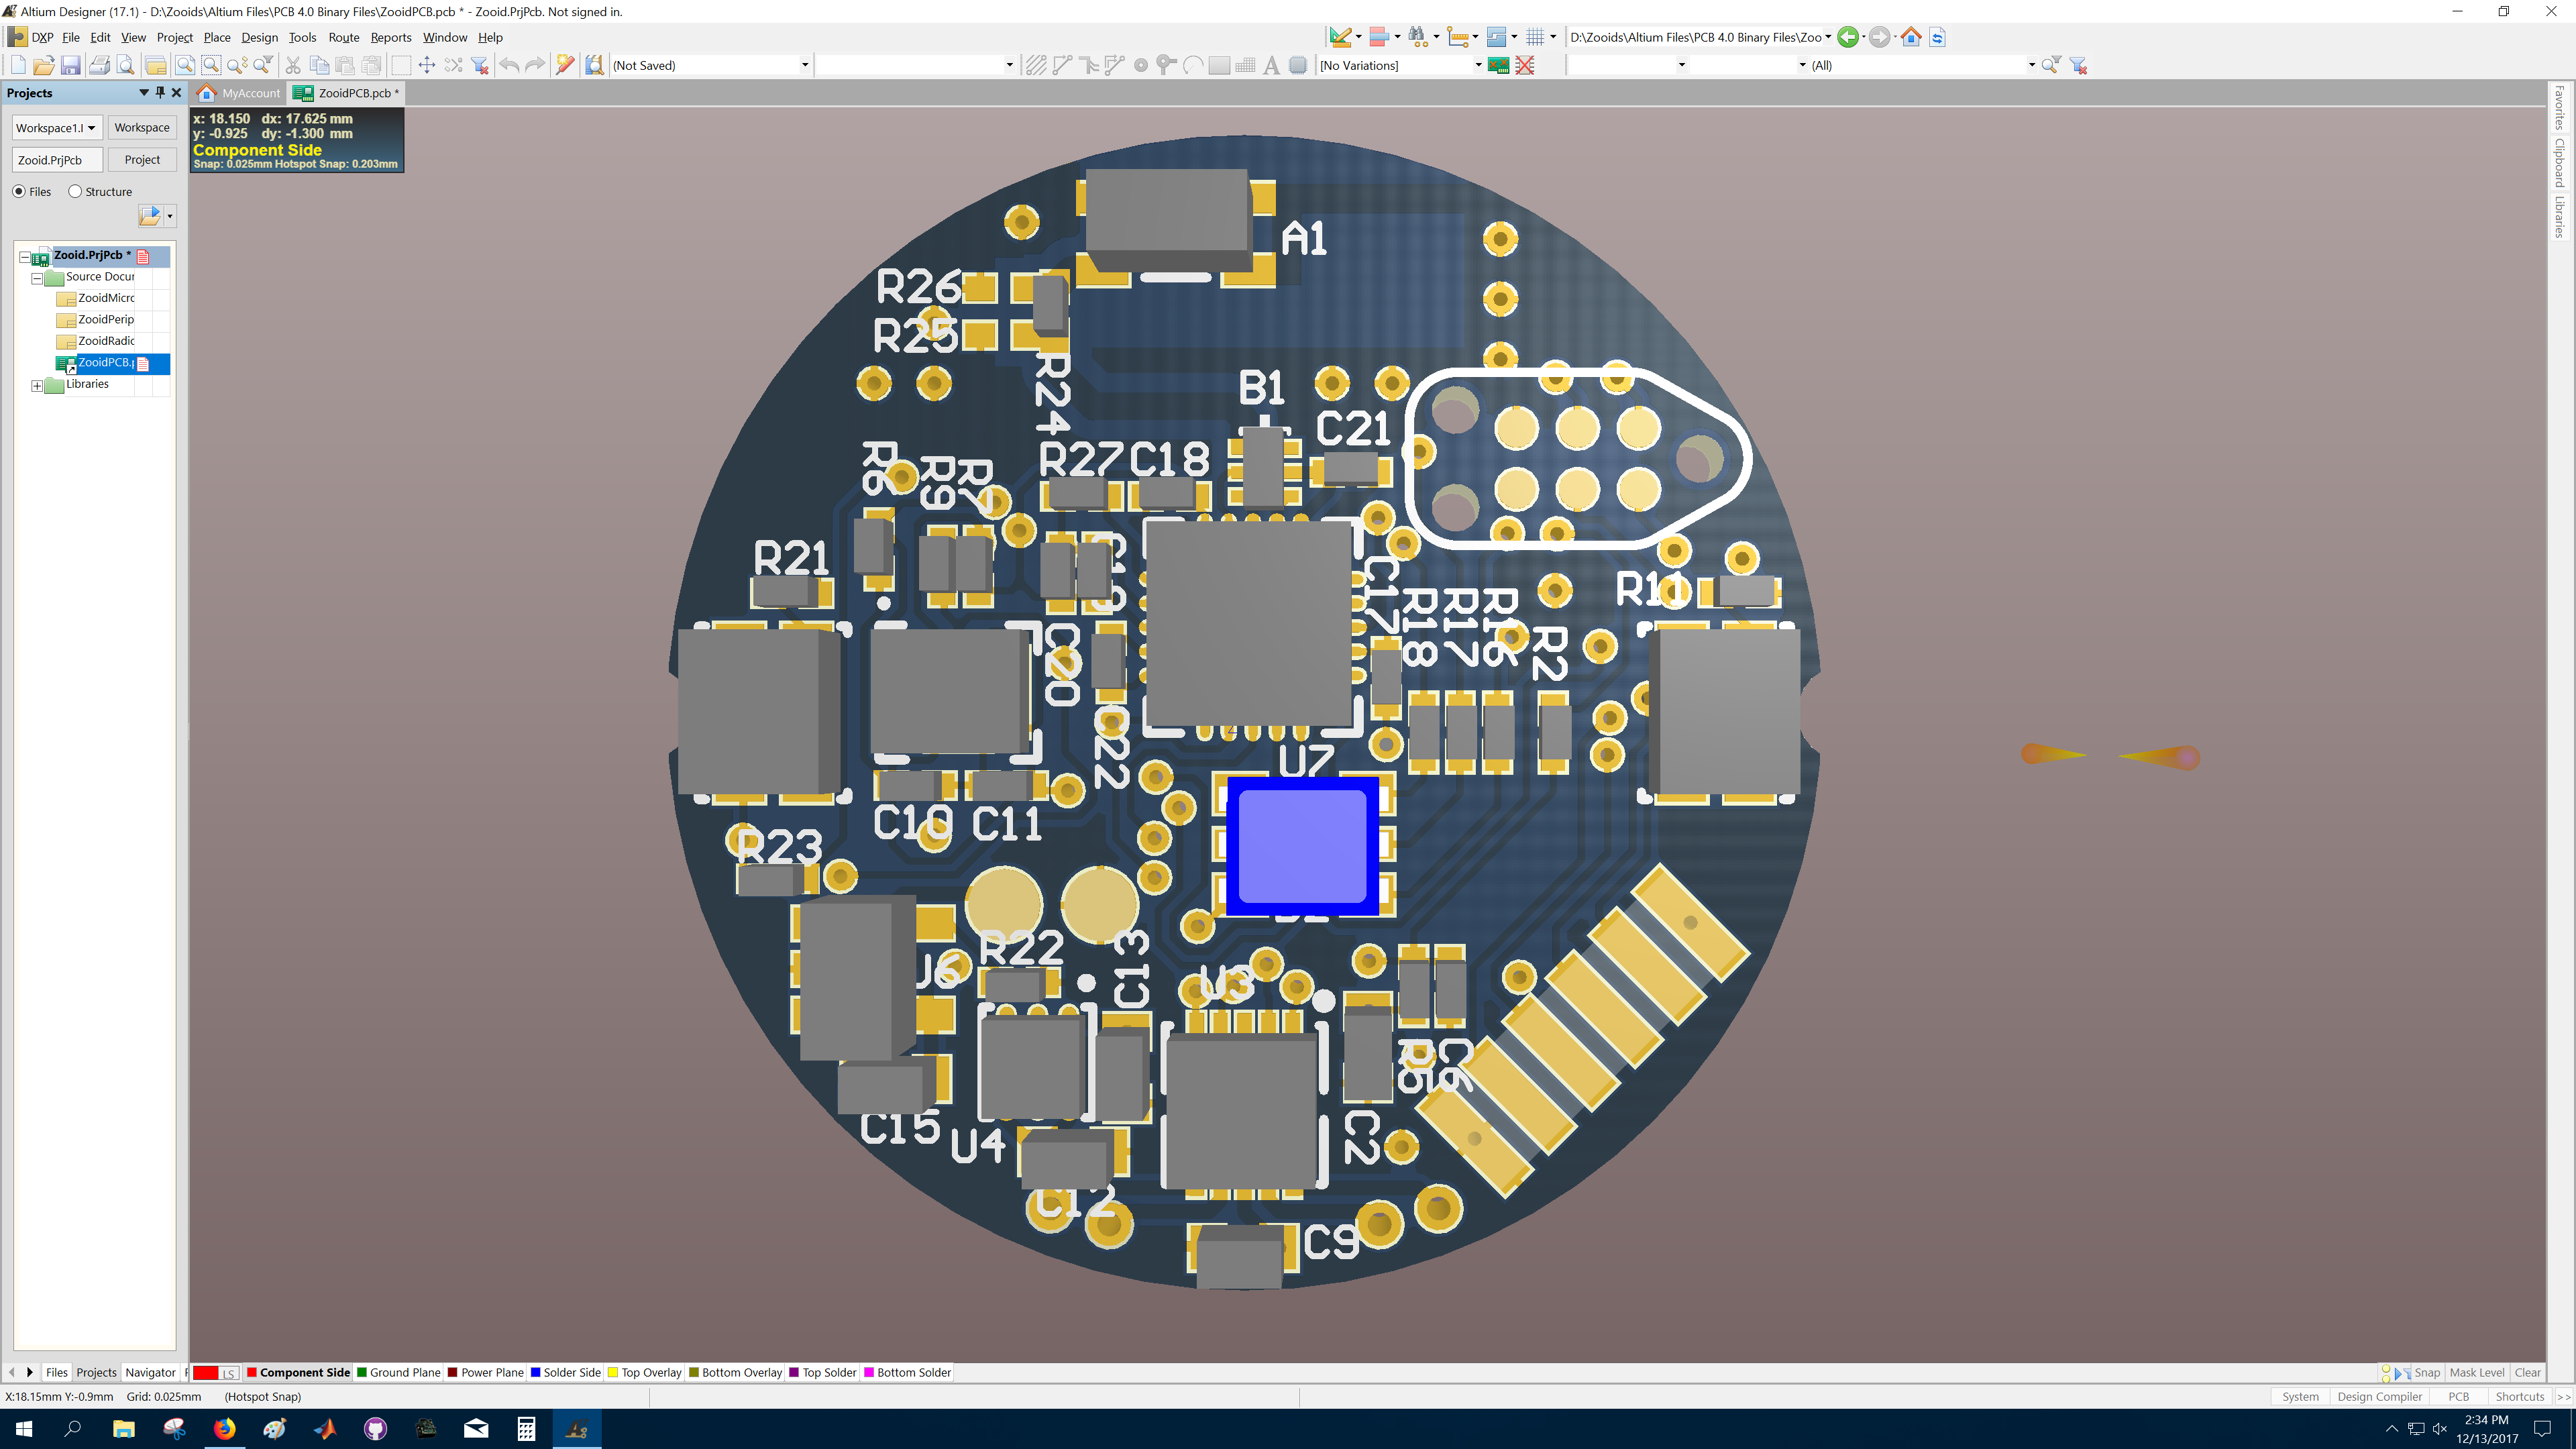 Altium Designer (17.1) - D:\Zooids\Altium Files\PCB 4.0 Binary Files\ZooidPCB.pcb * - Zooid.PrjPcb. Not signed in.
DXP File Edit View Project Place Design Tools Route Reports Window Help
D:\Zooids\Altium Files\PCB 4.0 Binary Files\Zoo
(Not Saved)
[No Variations]
(All)
Projects
MyAccount
ZooidPCB.pcb *
Favorites
Clipboard
Libraries
Workspace1.
Workspace
Zooid.PrjPcb
Project
Files
Structure
Zooid.PrjPcb *
Source Docur
ZooidMicro
ZooidPerip
ZooidRadio
ZooidPCB.
Libraries
x: 18.150 dx: 17.625 mm
y: -0.925 dy: -1.300 mm
Component Side
Snap: 0.025mm Hotspot Snap: 0.203mm
A1
R26
R25
R24
B1
C21
R27
C18
R6
R9
R7
R21
C17
R18
R17
R16
R2
R11
C20
C22
U7
C10
C11
R23
R22
C13
U3
C15
U4
C2
C12
C9
Files Projects Navigator
LS
Component Side
Ground Plane
Power Plane
Solder Side
Top Overlay
Bottom Overlay
Top Solder
Bottom Solder
Snap
Mask Level
Clear
X:18.15mm Y:-0.9mm Grid: 0.025mm (Hotspot Snap)
System
Design Compiler
PCB
Shortcuts
>>
2:34 PM
12/13/2017